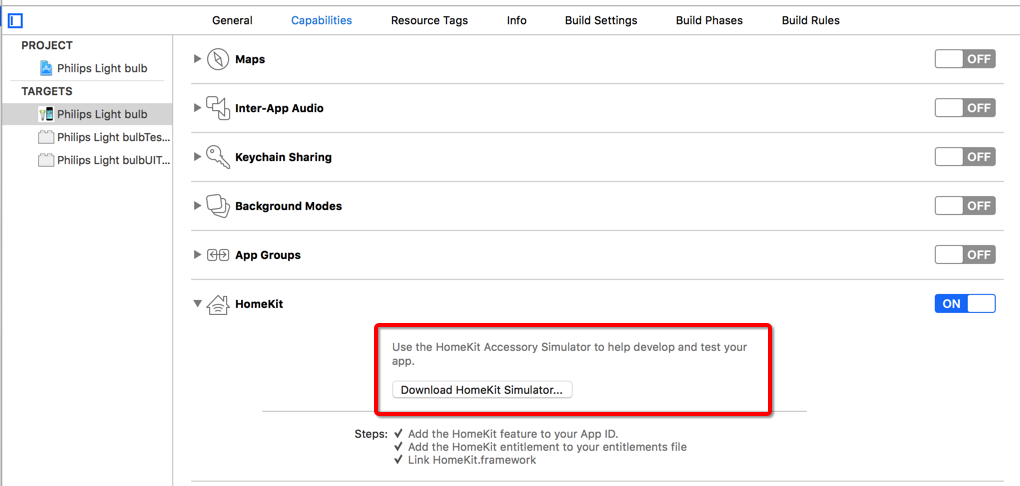 General Capabilities Resource Tags Info Build Settings Build Phases Build Rules
PROJECT
Philips Light bulb
TARGETS
Philips Light bulb
Philips Light bulbTes...
Philips Light bulbUIT...
Maps OFF
Inter-App Audio OFF
Keychain Sharing OFF
Background Modes OFF
App Groups OFF
HomeKit ON
Use the HomeKit Accessory Simulator to help develop and test your
app.
Download HomeKit Simulator...
Steps: ✓ Add the HomeKit feature to your App ID.
✓ Add the HomeKit entitlement to your entitlements file
✓ Link HomeKit.framework